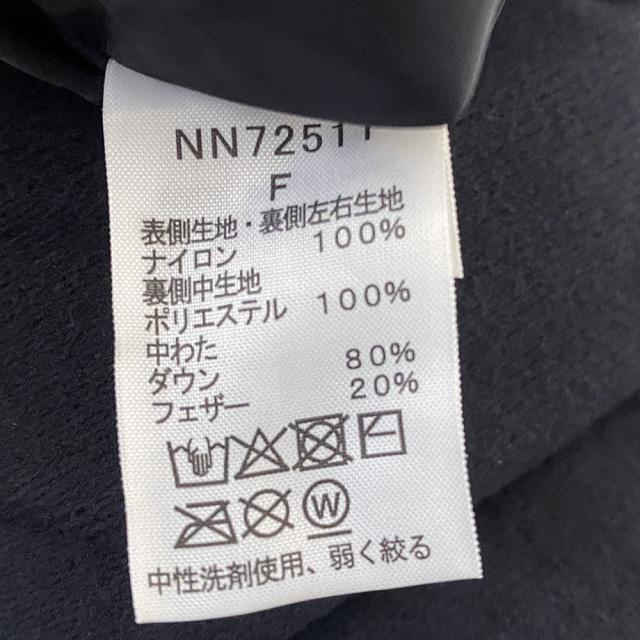 NN72511
F
表側生地・裏側左右生地
ナイロン 100%
裏側中生地
ポリエステル 100%
中わた
ダウン 80%
フェザー 20%
W
中性洗剤使用、弱く絞る